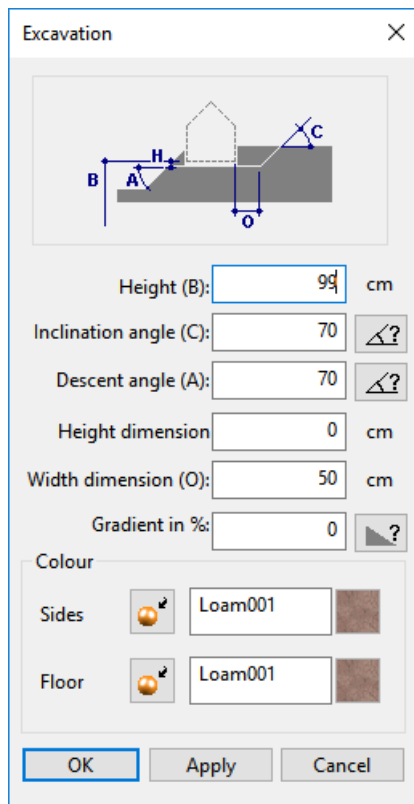 Excavation
H
C
B
A
O
Height (B): 99 cm
Inclination angle (C): 70 ?
Descent angle (A): 70 ?
Height dimension 0 cm
Width dimension (O): 50 cm
Gradient in %: 0 ?
Colour
Sides Loam001
Floor Loam001
OK Apply Cancel